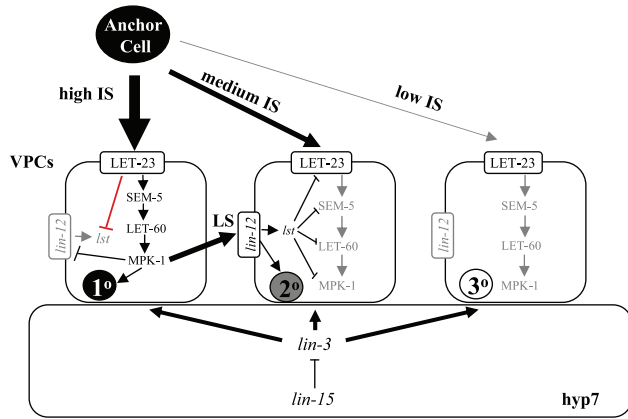 Anchor
Cell
high IS
medium IS
low IS
VPCs
LET-23
LET-23
LET-23
SEM-5
SEM-5
SEM-5
lin-12
lst
LET-60
LS
lin-12
lst
LET-60
lin-12
LET-60
MPK-1
MPK-1
MPK-1
1º
2º
3º
lin-3
lin-15
hyp7